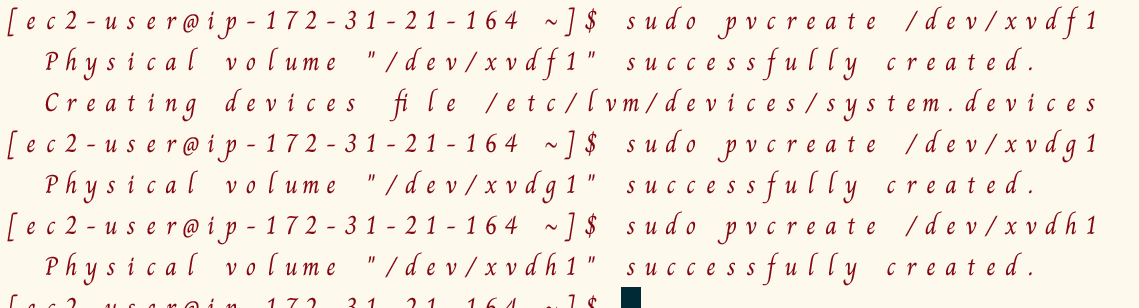 [ec2-user@ip-172-31-21-164 ~]$ sudo pvcreate /dev/xvdf1
Physical volume "/dev/xvdf1" successfully created.
Creating devices file /etc/lvm/devices/system.devices
[ec2-user@ip-172-31-21-164 ~]$ sudo pvcreate /dev/xvdg1
Physical volume "/dev/xvdg1" successfully created.
[ec2-user@ip-172-31-21-164 ~]$ sudo pvcreate /dev/xvdh1
Physical volume "/dev/xvdh1" successfully created.
[ec2-user@ip-172-31-21-164 ~]$